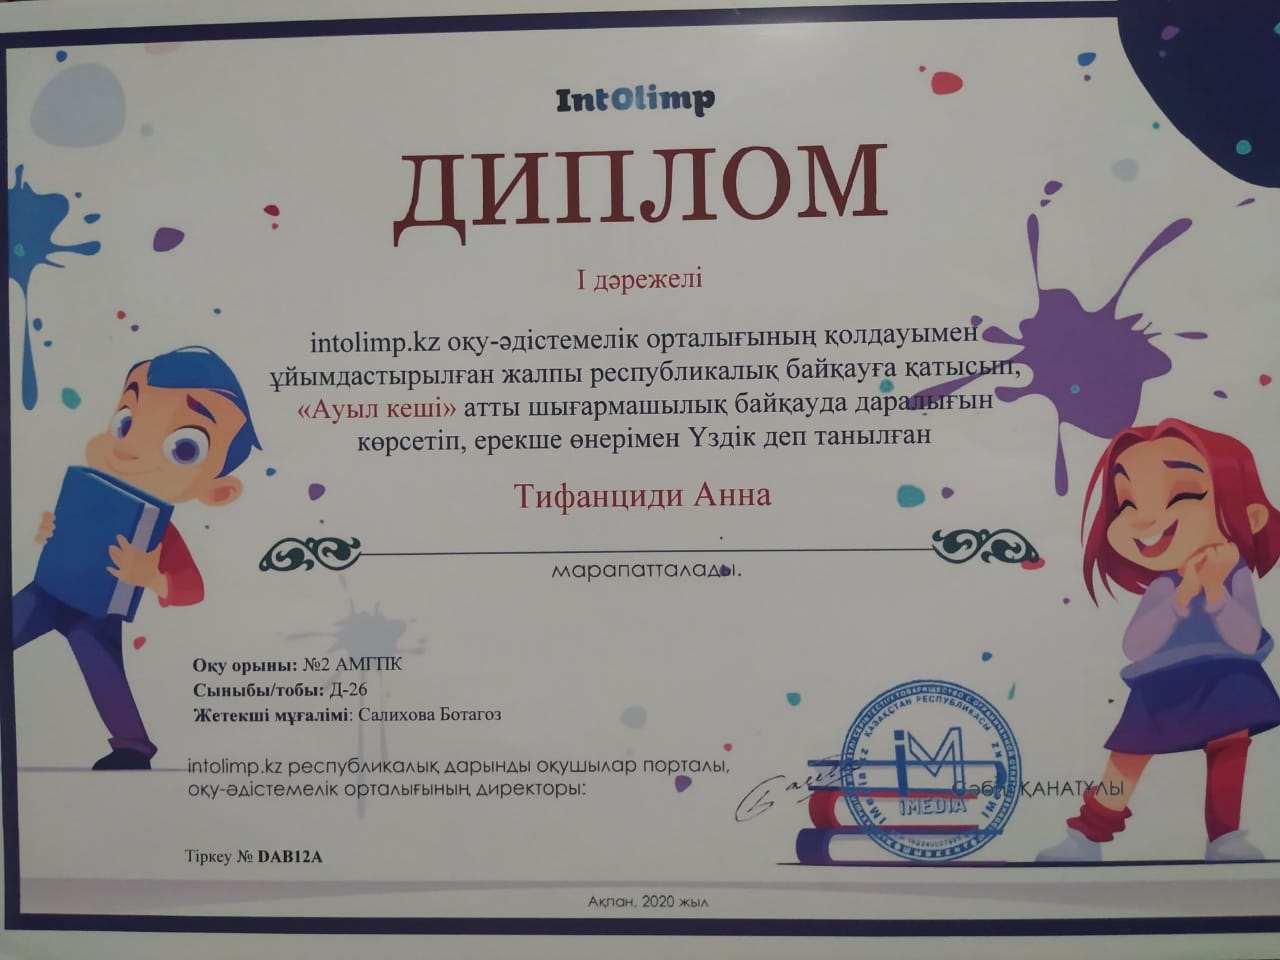 IntOlimp
ДИПЛОМ
І дәрежелі
intolimp.kz оқу-әдістемелік орталығының қолдауымен
ұйымдастырылған жалпы республикалық байқауға қатысып,
«Ауыл кеші» атты шығармашылық байқауда даралығын
көрсетіп, ерекше өнерімен Үздік деп танылған
Тифанциди Анна
марапатталады.
Оқу орыны: №2 АМГПК
Сыныбы/тобы: Д-26
Жетекші мұғалімі: Салихова Ботагоз
intolimp.kz республикалық дарынды оқушылар порталы,
оқу-әдістемелік орталығының директоры:
ҚАНАТҰЛЫ
ҚАЗАҚСТАН РЕСПУБЛИКАСЫ
iM
IMEDIA
Тіркеу № DAB12A
Ақпан, 2020 жыл